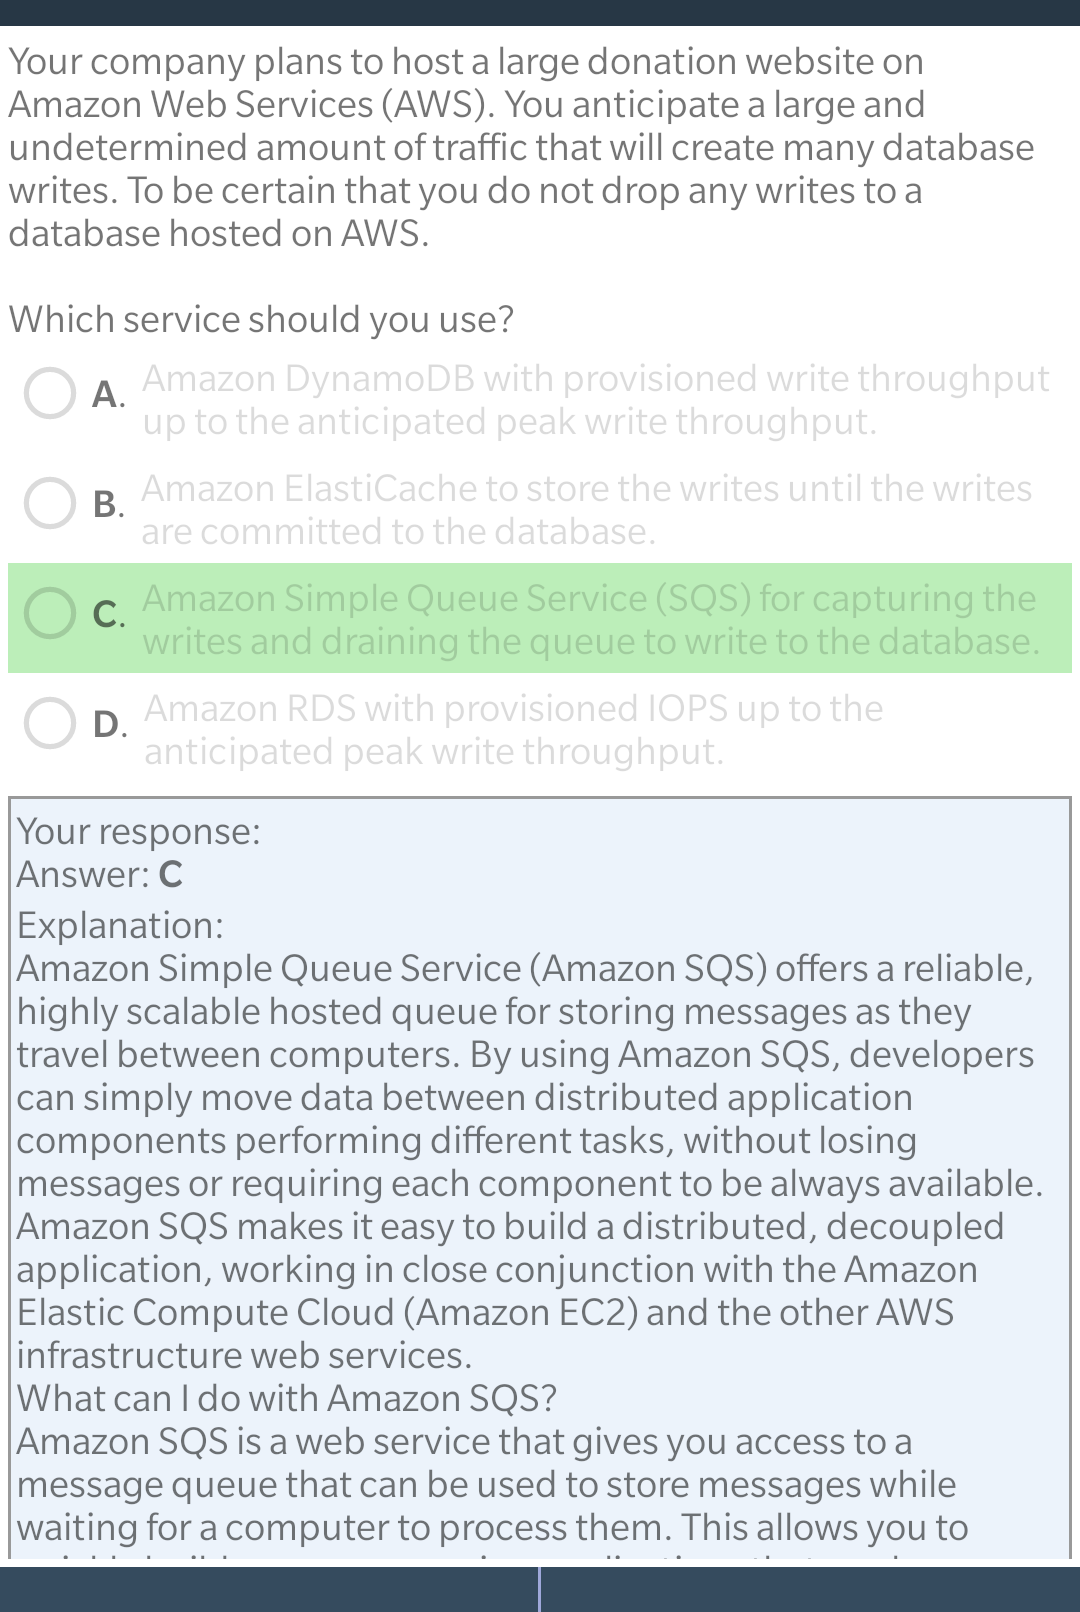 Your company plans to host a large donation website on
Amazon Web Services (AWS). You anticipate a large and
undetermined amount of traffic that will create many database
writes. To be certain that you do not drop any writes to a
database hosted on AWS.
Which service should you use?
A. Amazon DynamoDB with provisioned write throughput
up to the anticipated peak write throughput.
B. Amazon ElastiCache to store the writes until the writes
are committed to the database.
C. Amazon Simple Queue Service (SQS) for capturing the
writes and draining the queue to write to the database.
D. Amazon RDS with provisioned IOPS up to the
anticipated peak write throughput.
Your response:
Answer: C
Explanation:
Amazon Simple Queue Service (Amazon SQS) offers a reliable,
highly scalable hosted queue for storing messages as they
travel between computers. By using Amazon SQS, developers
can simply move data between distributed application
components performing different tasks, without losing
messages or requiring each component to be always available.
Amazon SQS makes it easy to build a distributed, decoupled
application, working in close conjunction with the Amazon
Elastic Compute Cloud (Amazon EC2) and the other AWS
infrastructure web services.
What can I do with Amazon SQS?
Amazon SQS is a web service that gives you access to a
message queue that can be used to store messages while
waiting for a computer to process them. This allows you to